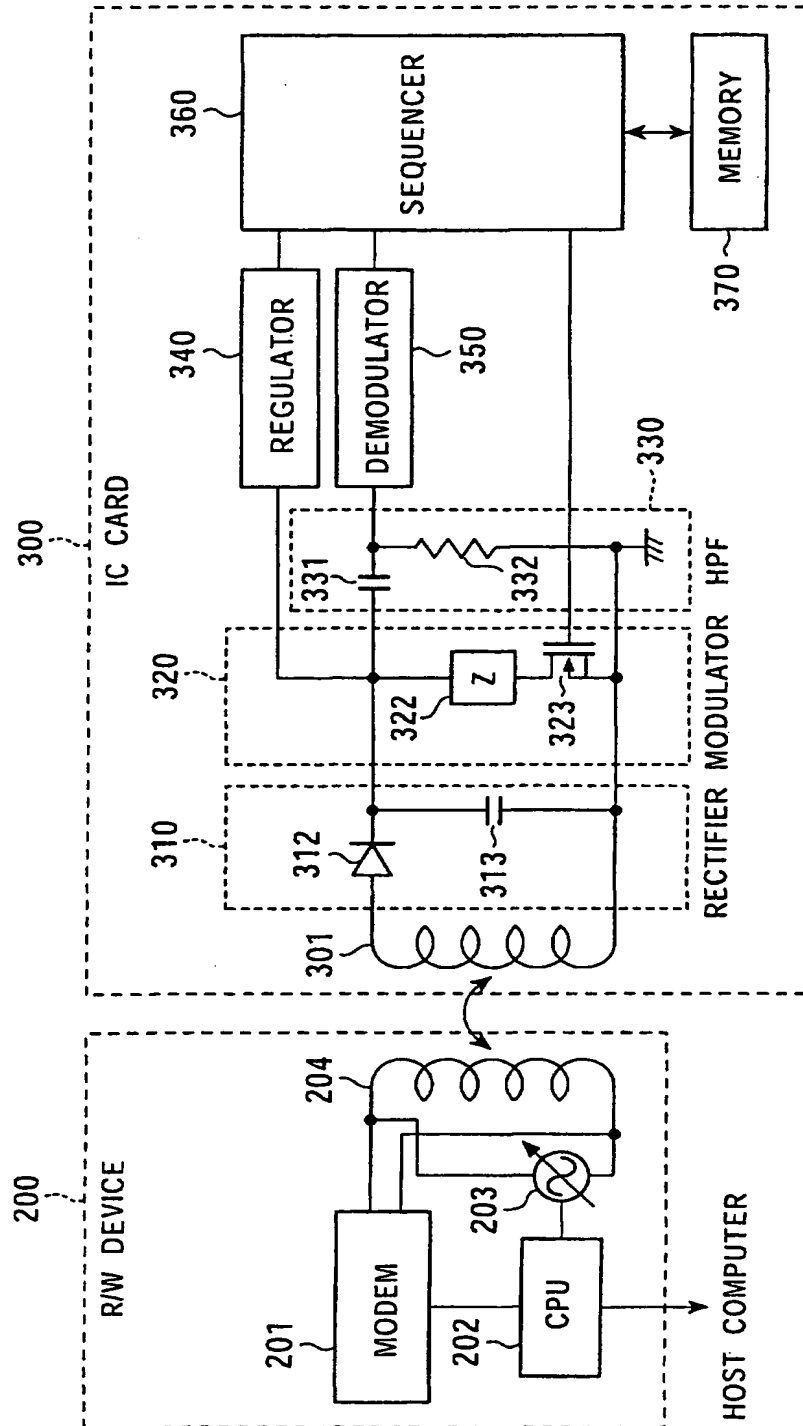 200
R/W DEVICE
201
MODEM
202
CPU
203
204
HOST COMPUTER
300
IC CARD
301
310
312
313
RECTIFIER
320
322
Z
323
MODULATOR
330
331
332
HPF
340
REGULATOR
350
DEMODULATOR
360
SEQUENCER
370
MEMORY